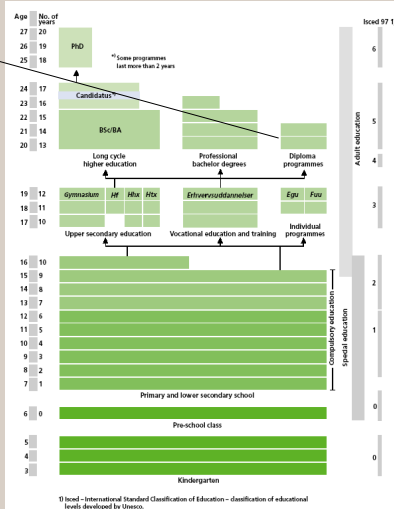 Age No. of years
Isced 97 1
27 20
26 19
25 18
PhD
*) Some programmes
last more than 2 years
6
24 17
23 16
22 15
21 14
20 13
Candidatus*)
BSc/BA
5
4
Long cycle
higher education
Professional
bachelor degrees
Diploma
programmes
Adult education
19 12
18 11
17 10
Gymnasium Hf Hhx Htx
Erhvervsuddannelser
Egu Fuu
3
Upper secondary education
Vocational education and training
Individual
programmes
16 10
15 9
14 8
13 7
12 6
11 5
10 4
9 3
8 2
7 1
Compulsory education
Spedal education
2
1
Primary and lower secondary school
6 0
0
Pre-school class
5
4
3
0
Kindergarten
1) Isced – International Standard Classification of Education – classification of educational
levels developed by Unesco.